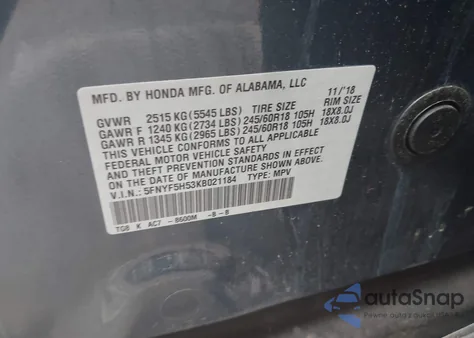 MFD. BY HONDA MFG. OF ALABAMA, LLC 11/'18
GVWR 2515 KG (5545 LBS) TIRE SIZE RIM SIZE
GAWR F 1240 KG (2734 LBS) 245/60R18 105H 18X8.0J
GAWR R 1345 KG (2965 LBS) 245/60R18 105H 18X8.0J
THIS VEHICLE CONFORMS TO ALL APPLICABLE
FEDERAL MOTOR VEHICLE SAFETY
STANDARDS IN EFFECT ON THE
DATE OF MANUFACTURE SHOWN ABOVE.
V.I.N.: 5FNYF5H53KB021184 TYPE: MPV
TG8 K AC7 -8600M -B-B
autoSnap